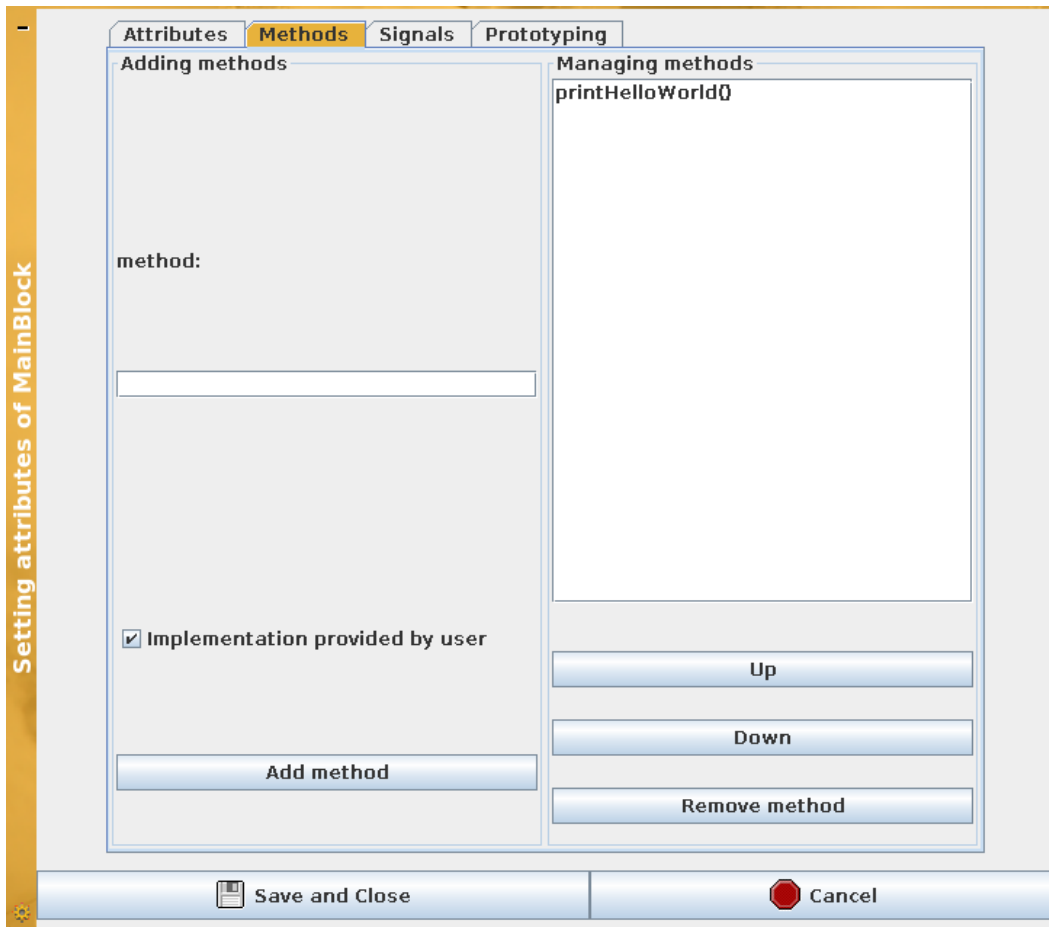 Setting attributes of MainBlock
Attributes
Methods
Signals
Prototyping
Adding methods
method:
Implementation provided by user
Add method
Managing methods
printHelloWorld()
Up
Down
Remove method
Save and Close
Cancel